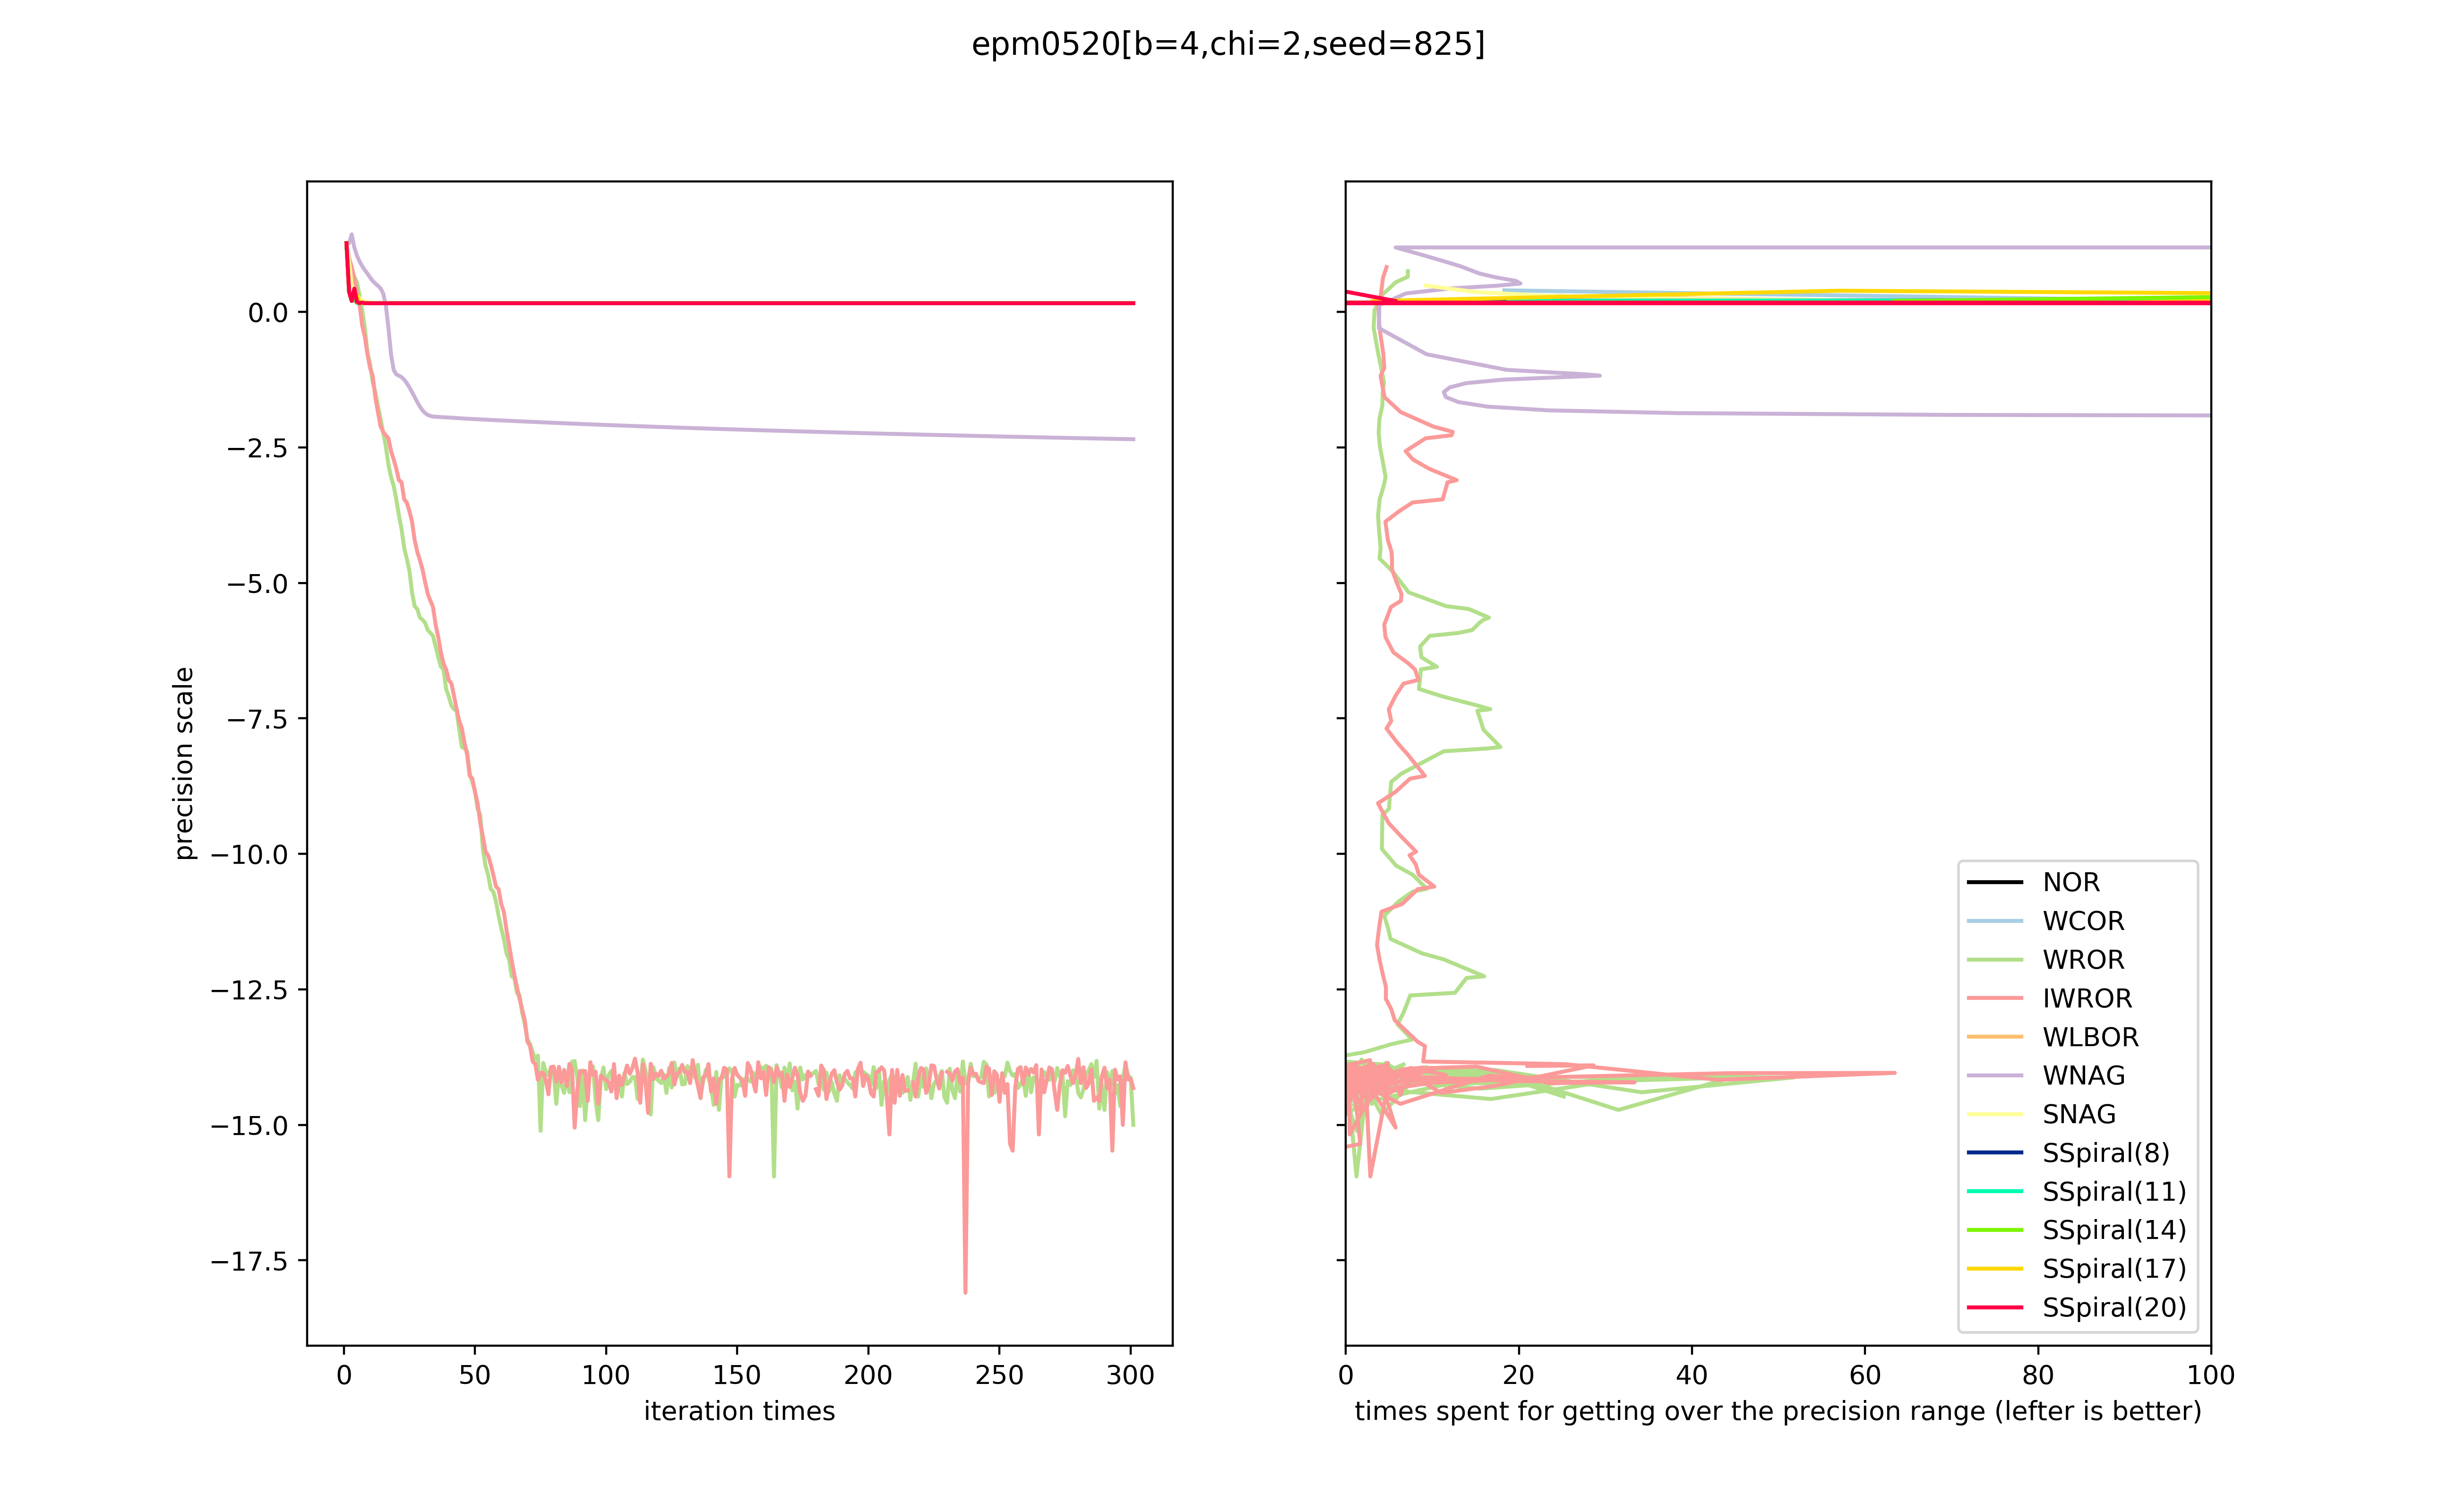 epm0520[b=4,chi=2,seed=825]
precision scale
0.0
−2.5
−5.0
−7.5
−10.0
−12.5
−15.0
−17.5
0 50 100 150 200 250 300
iteration times
0 20 40 60 80 100
times spent for getting over the precision range (lefter is better)
NOR
WCOR
WROR
IWROR
WLBOR
WNAG
SNAG
SSpiral(8)
SSpiral(11)
SSpiral(14)
SSpiral(17)
SSpiral(20)